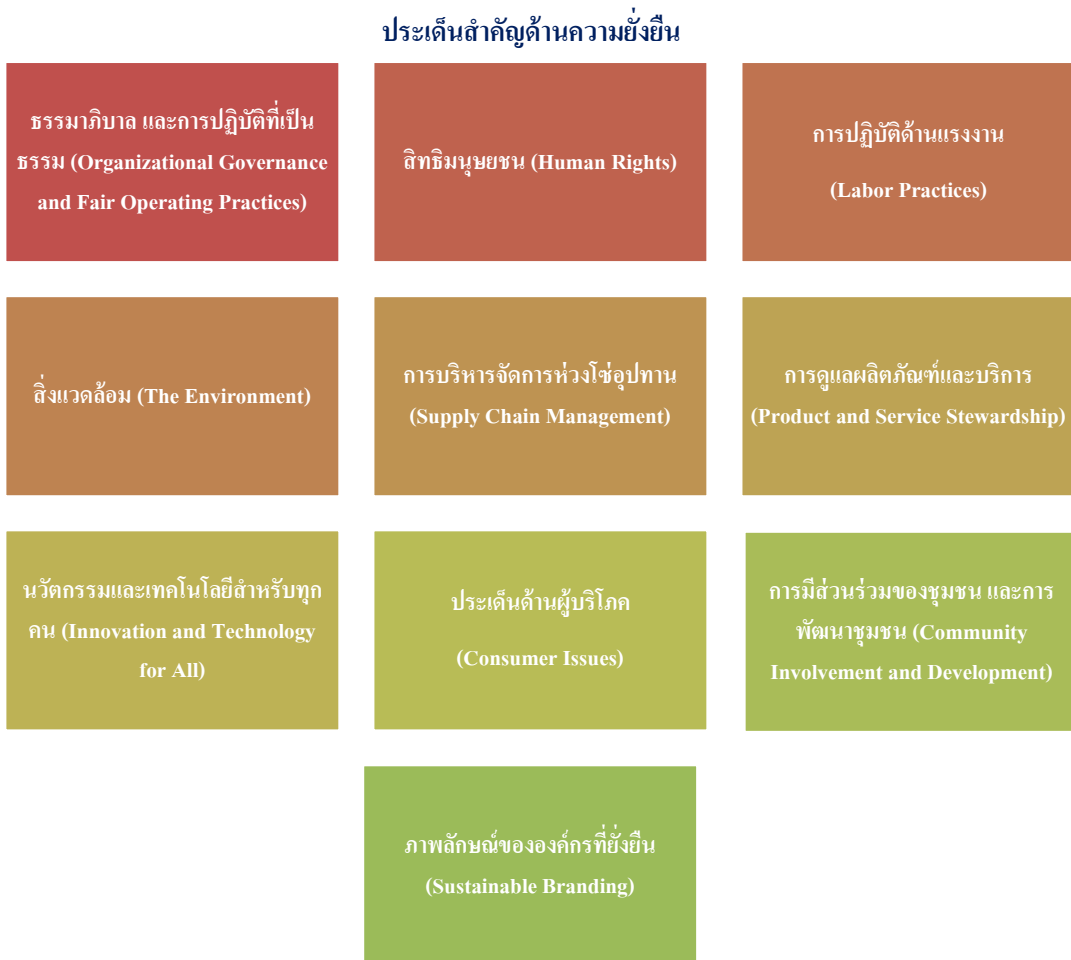 ประเด็นสำคัญด้านความยั่งยืน
ธรรมาภิบาล และการปฏิบัติที่เป็น
ธรรม (Organizational Governance
and Fair Operating Practices)
สิทธิมนุษยชน (Human Rights)
การปฏิบัติด้านแรงงาน
(Labor Practices)
สิ่งแวดล้อม (The Environment)
การบริหารจัดการห่วงโซ่อุปทาน
(Supply Chain Management)
การดูแลผลิตภัณฑ์และบริการ
(Product and Service Stewardship)
นวัตกรรมและเทคโนโลยีสำหรับทุก
คน (Innovation and Technology
for All)
ประเด็นด้านผู้บริโภค
(Consumer Issues)
การมีส่วนร่วมของชุมชน และการ
พัฒนาชุมชน (Community
Involvement and Development)
ภาพลักษณ์ขององค์กรที่ยั่งยืน
(Sustainable Branding)